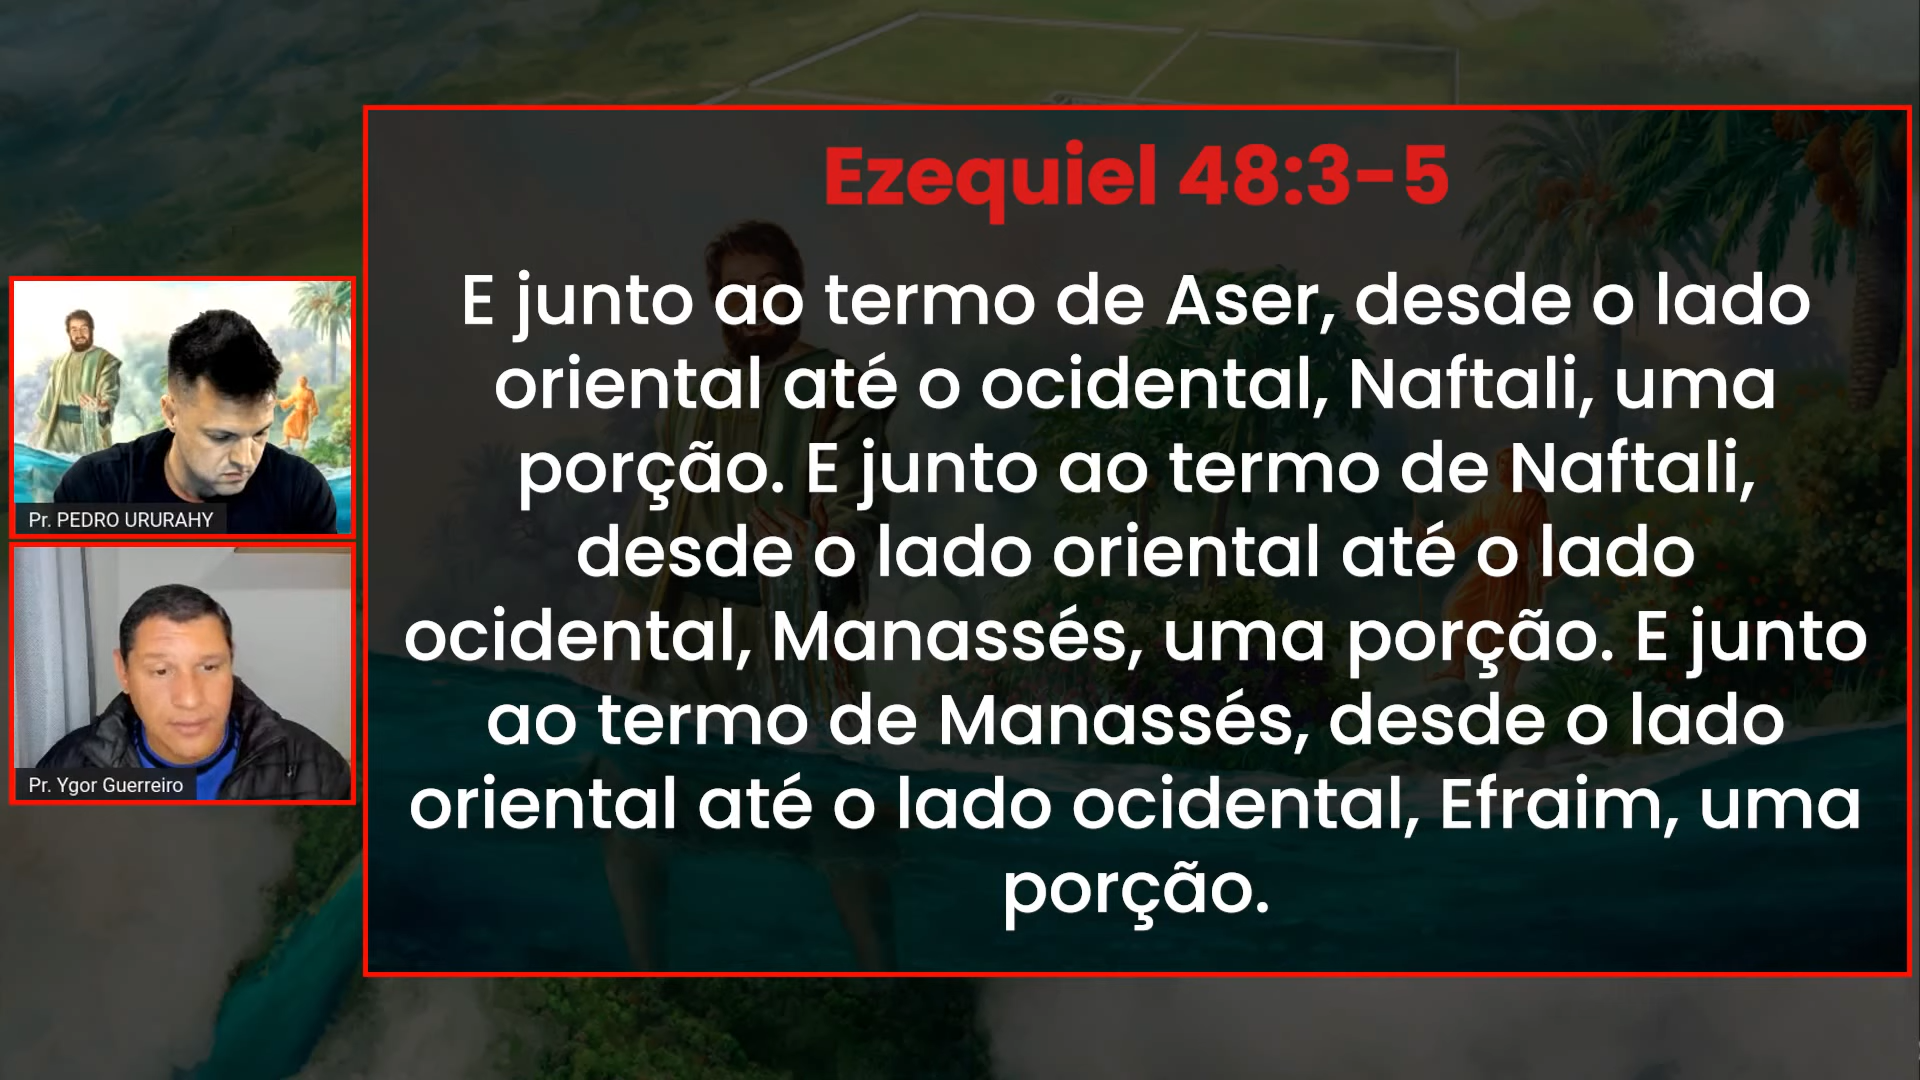 Ezequiel 48:3-5
E junto ao termo de Aser, desde o lado
oriental até o ocidental, Naftali, uma
porção. E junto ao termo de Naftali,
desde o lado oriental até o lado
ocidental, Manassés, uma porção. E junto
ao termo de Manassés, desde o lado
oriental até o lado ocidental, Efraim, uma
porção.
Pr. PEDRO URURAHY
Pr. Ygor Guerreiro